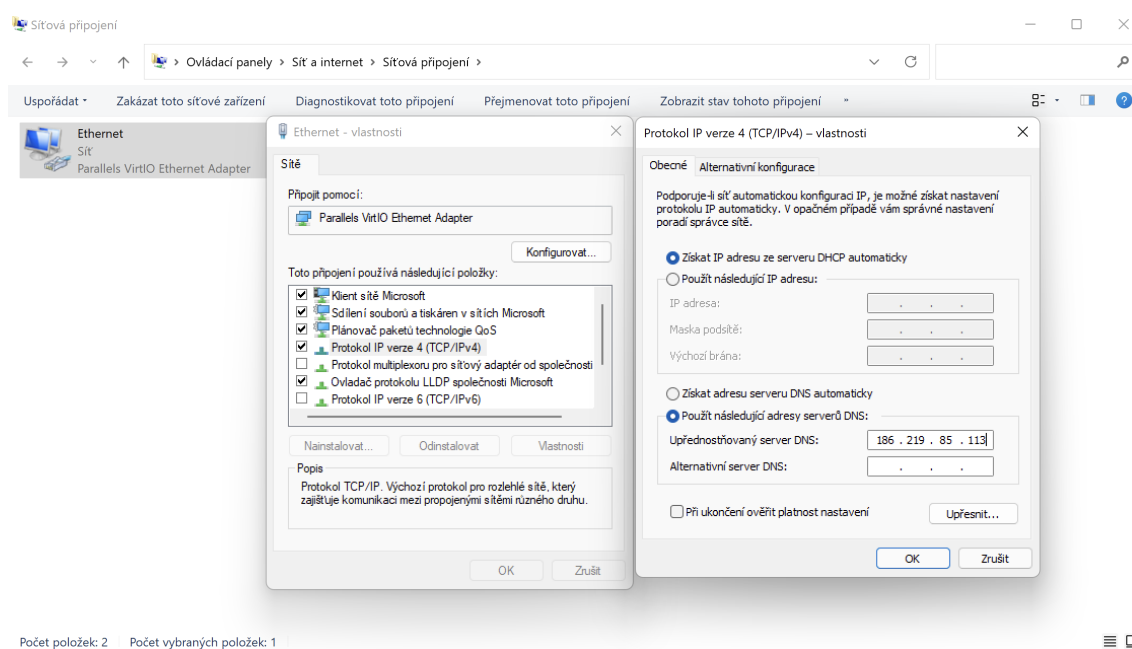 Síťová připojení
Ovládací panely > Síť a internet > Síťová připojení >
Uspořádat Zakázat toto síťové zařízení Diagnostikovat toto připojení Přejmenovat toto připojení Zobrazit stav tohoto připojení »
Ethernet
Síť
Parallels VirtIO Ethernet Adapter
Ethernet - vlastnosti
Sítě
Připojit pomocí:
Parallels VirtIO Ethernet Adapter
Konfigurovat...
Toto připojení používá následující položky:
Klient sítě Microsoft
Sdílení souborů a tiskáren v sítích Microsoft
Plánovač paketů technologie QoS
Protokol IP verze 4 (TCP/IPv4)
Protokol multiplexoru pro síťový adaptér od společnosti
Ovladač protokolu LLDP společnosti Microsoft
Protokol IP verze 6 (TCP/IPv6)
Nainstalovat... Odinstalovat Vlastnosti
Popis
Protokol TCP/IP. Výchozí protokol pro rozlehlé sítě, který
zajišťuje komunikaci mezi propojenými sítěmi různého druhu.
OK Zrušit
Protokol IP verze 4 (TCP/IPv4) – vlastnosti
Obecné Alternativní konfigurace
Podporuje-li síť automatickou konfiguraci IP, je možné získat nastavení
protokolu IP automaticky. V opačném případě vám správné nastavení
poradí správce sítě.
Získat IP adresu ze serveru DHCP automaticky
Použít následující IP adresu:
IP adresa: . . .
Maska podsítě: . . .
Výchozí brána: . . .
Získat adresu serveru DNS automaticky
Použít následující adresy serverů DNS:
Upřednostňovaný server DNS: 186 . 219 . 85 . 113
Alternativní server DNS: . . .
Při ukončení ověřit platnost nastavení
Upřesnit...
OK Zrušit
Počet položek: 2 Počet vybraných položek: 1